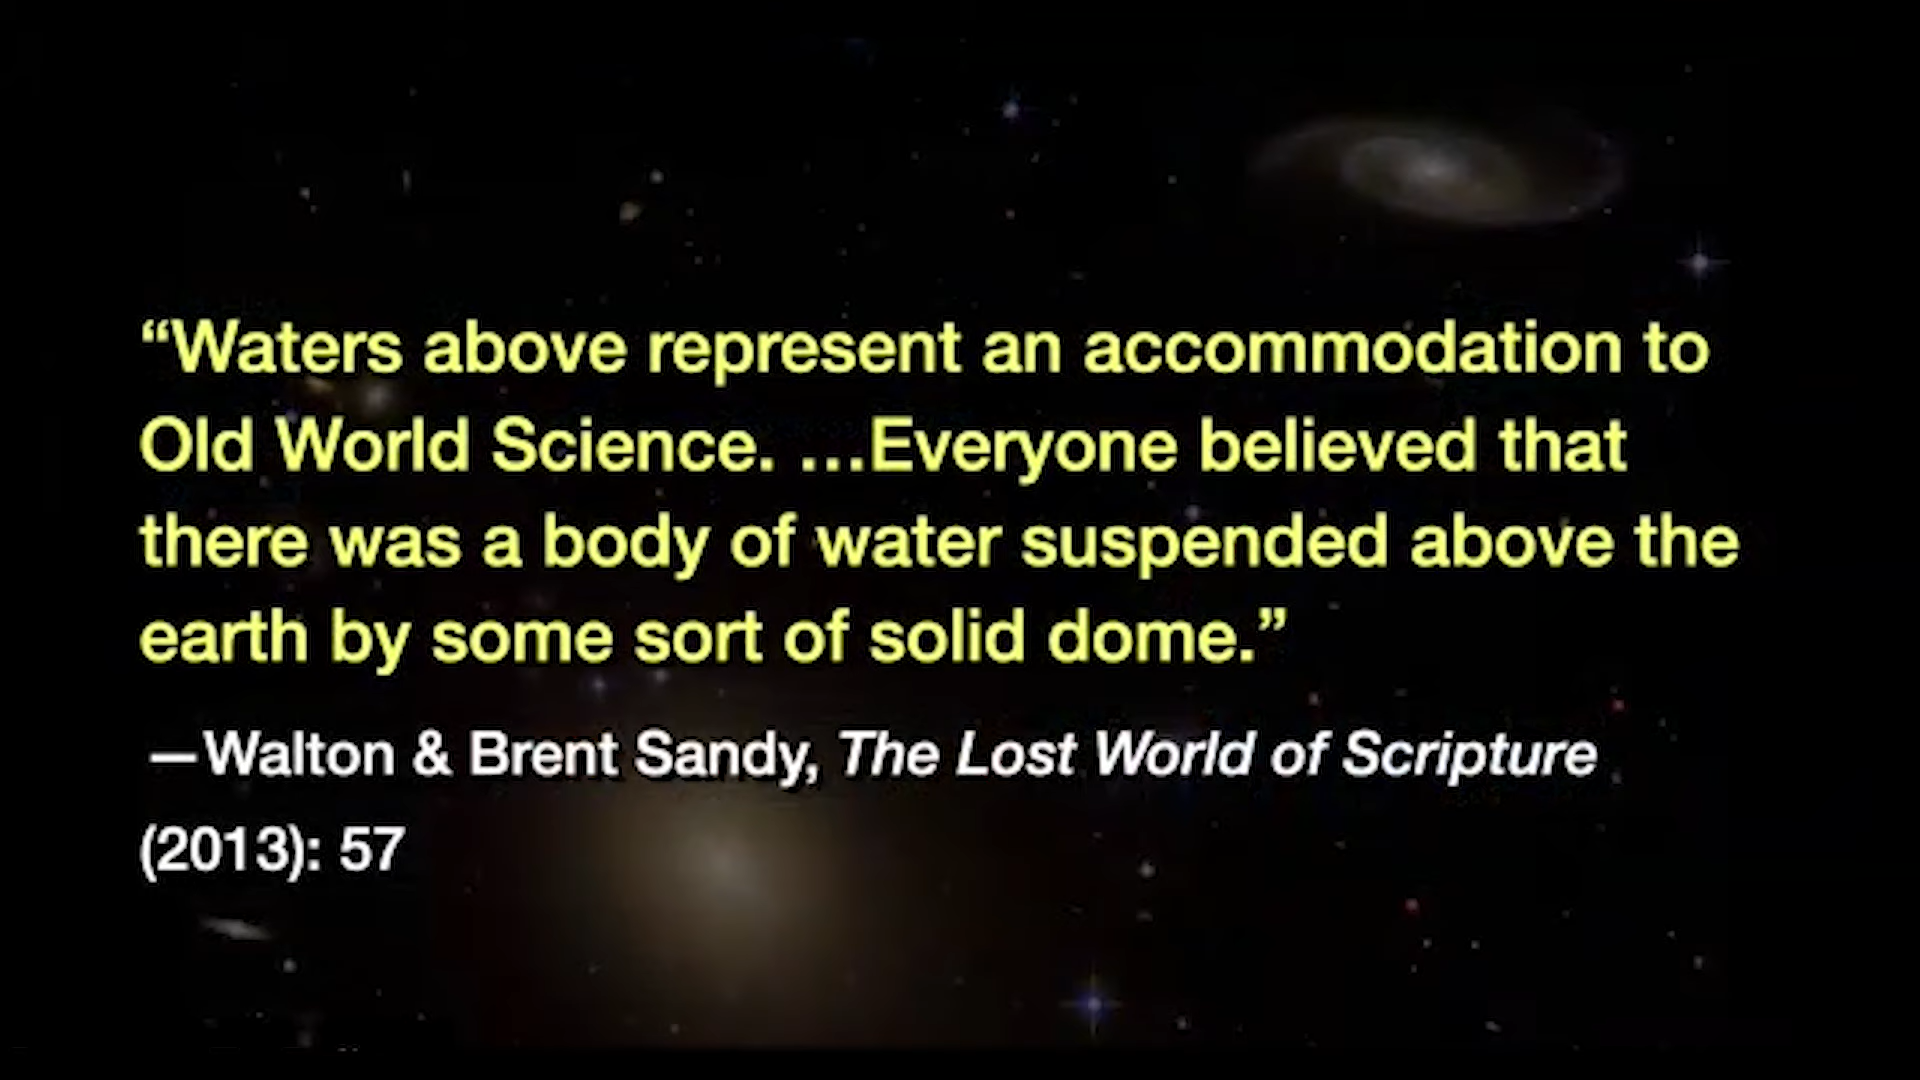 “Waters above represent an accommodation to
Old World Science. …Everyone believed that
there was a body of water suspended above the
earth by some sort of solid dome.”
—Walton & Brent Sandy, The Lost World of Scripture
(2013): 57